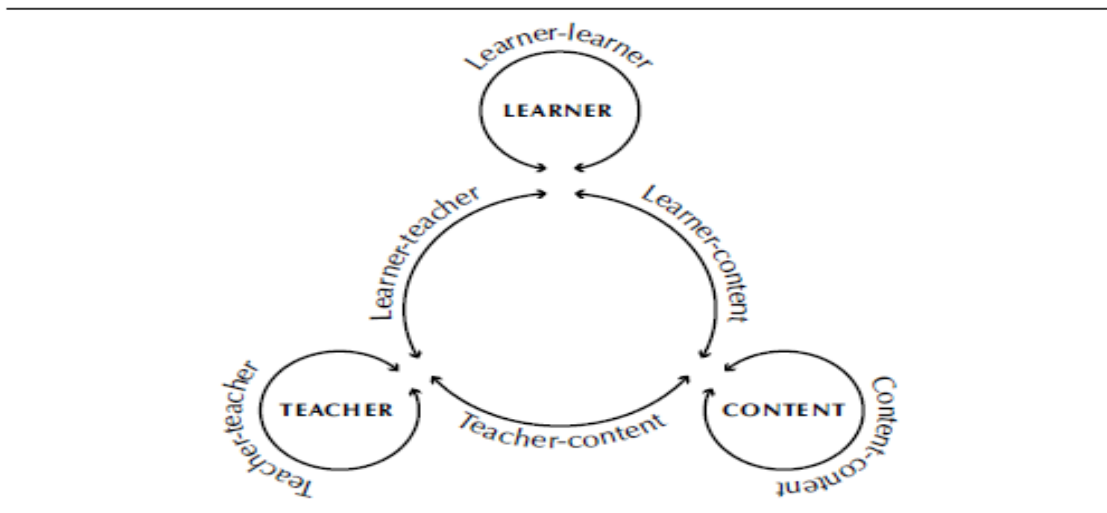 Learner-learner
LEARNER
Learner-teacher
Learner-content
TEACHER
Teacher-teacher
Teacher-content
CONTENT
Content-content